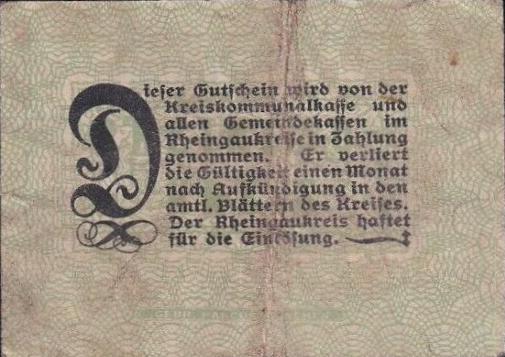 Dieser Gutschein wird von der
Kreiskommunalkasse und
allen Gemeindekassen im
Rheingaukreise in Zahlung
genommen. Er verliert
die Gültigkeit einen Monat
nach Aufkündigung in den
amtl. Blättern des Kreises.
Der Rheingaukreis haftet
für die Einlösung.